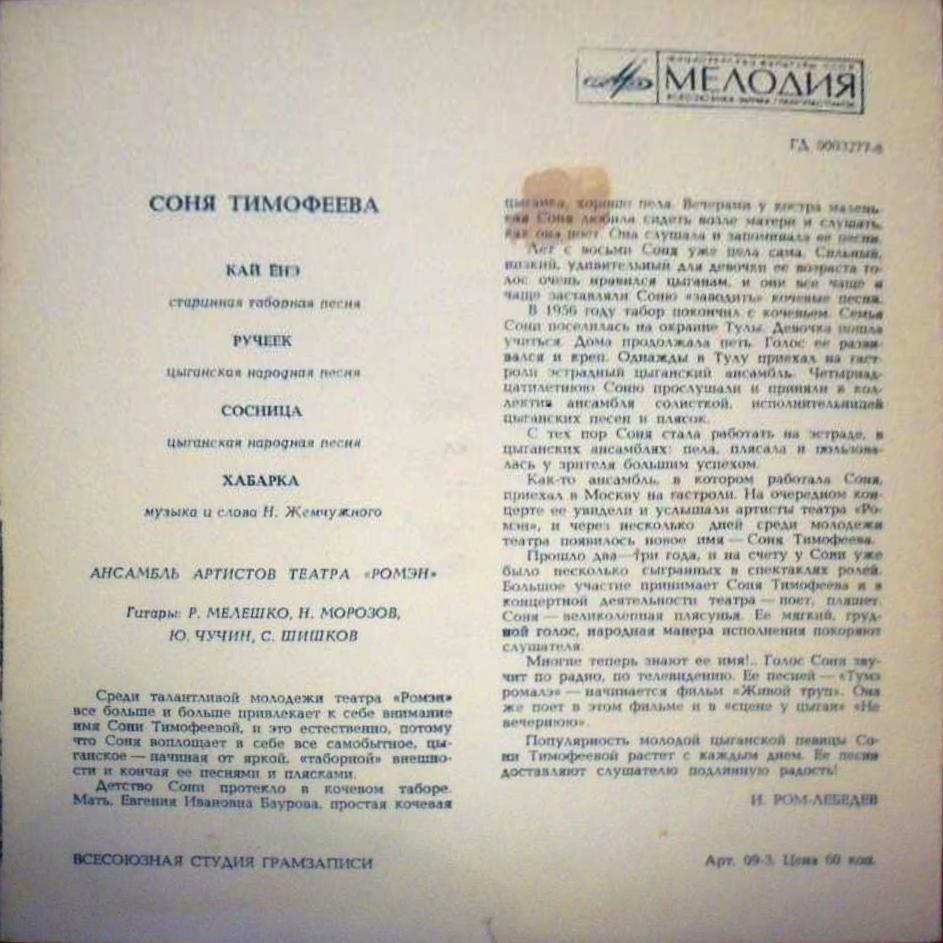 МЕЛОДИЯ
ГД 0003277-8
СОНЯ ТИМОФЕЕВА
КАЙ ЁНЭ
старинная таборная песня
РУЧЕЕК
цыганская народная песня
СОСНИЦА
цыганская народная песня
ХАБАРКА
музыка и слова Н. Жемчужного
АНСАМБЛЬ АРТИСТОВ ТЕАТРА «РОМЭН»
Гитары: Р. МЕЛЕШКО, Н. МОРОЗОВ,
Ю. ЧУЧИН, С. ШИШКОВ
Среди талантливой молодежи театра «Ромэн»
все больше и больше привлекает к себе внимание
имя Сони Тимофеевой, и это естественно, потому
что Соня воплощает в себе все самобытное, цы-
ганское — начиная от яркой, «таборной» внешно-
сти и кончая ее песнями и плясками.
Детство Сони протекло в кочевом таборе.
Мать, Евгения Ивановна Баурова, простая кочевая
цыганка, хорошо пела. Вечерами у костра малень-
кая Соня любила сидеть возле матери и слушать,
как она поет. Она слушала и запоминала ее песни.
Лет с восьми Соня уже пела сама. Сильный,
низкий, удивительный для девочки ее возраста го-
лос очень нравился цыганам, и они все чаще и
чаще заставляли Соню «заводить» кочевые песни.
В 1956 году табор покончил с кочевьем. Семья
Сони поселилась на окраине Тулы. Девочка пошла
учиться. Дома продолжала петь. Голос ее разви-
вался и креп. Однажды в Тулу приехал на гаст-
роли эстрадный цыганский ансамбль. Четырнад-
цатилетнюю Соню прослушали и приняли в кол-
лектив ансамбля солисткой, исполнительницей
цыганских песен и плясок.
С тех пор Соня стала работать на эстраде, в
цыганских ансамблях: пела, плясала и пользова-
лась у зрителя большим успехом.
Как-то ансамбль, в котором работала Соня,
приехал в Москву на гастроли. На очередном кон-
церте ее увидели и услышали артисты театра «Ро-
мэн», и через несколько дней среди молодежи
театра появилось новое имя — Соня Тимофеева.
Прошло два—три года, и на счету у Сони уже
было несколько сыгранных в спектаклях ролей.
Большое участие принимает Соня Тимофеева и в
концертной деятельности театра — поет, пляшет.
Соня — великолепная плясунья. Ее мягкий, груд-
ной голос, народная манера исполнения покоряют
слушателя.
Многие теперь знают ее имя!.. Голос Сони зву-
чит по радио, по телевидению. Ее песней — «Тумэ
ромалэ» — начинается фильм «Живой труп». Она
же поет в этом фильме и в «сцене у цыган» «Не
вечернюю».
Популярность молодой цыганской певицы Со-
ни Тимофеевой растет с каждым днем. Ее песни
доставляют слушателю подлинную радость!
И. РОМ-ЛЕБЕДЕВ
ВСЕСОЮЗНАЯ СТУДИЯ ГРАМЗАПИСИ
Арт. 09-3. Цена 60 коп.